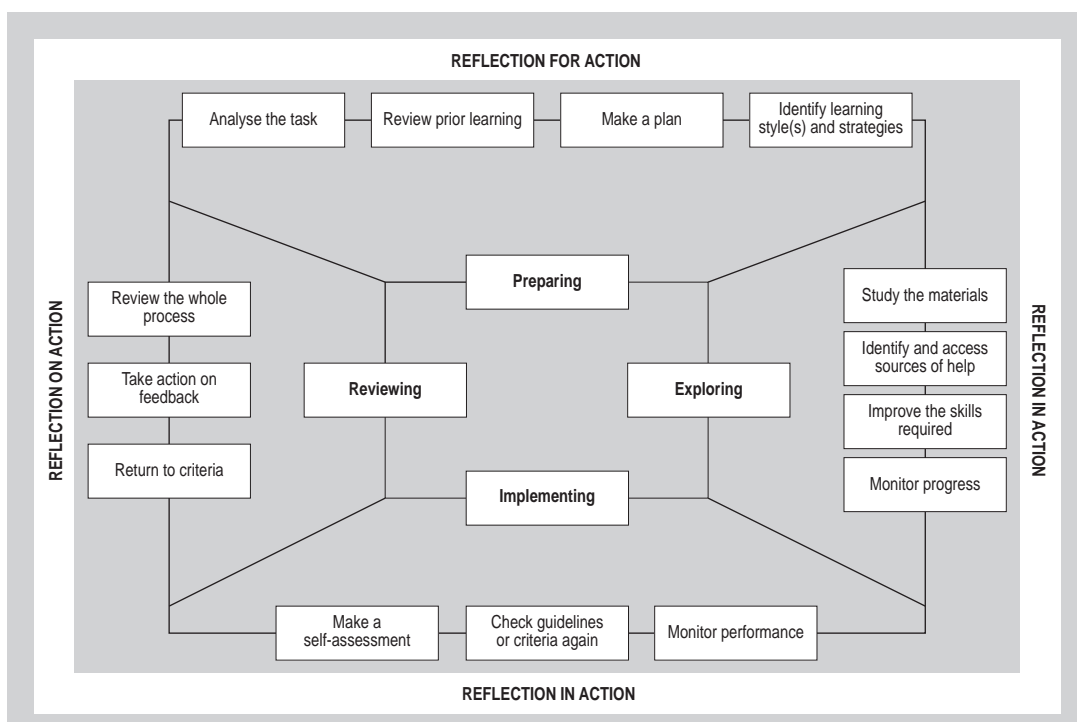 REFLECTION FOR ACTION
Analyse the task
Review prior learning
Make a plan
Identify learning
style(s) and strategies
Preparing
Reviewing
Exploring
Implementing
REFLECTION ON ACTION
Review the whole
process
Take action on
feedback
Return to criteria
Study the materials
Identify and access
sources of help
Improve the skills
required
Monitor progress
REFLECTION IN ACTION
Make a
self-assessment
Check guidelines
or criteria again
Monitor performance
REFLECTION IN ACTION